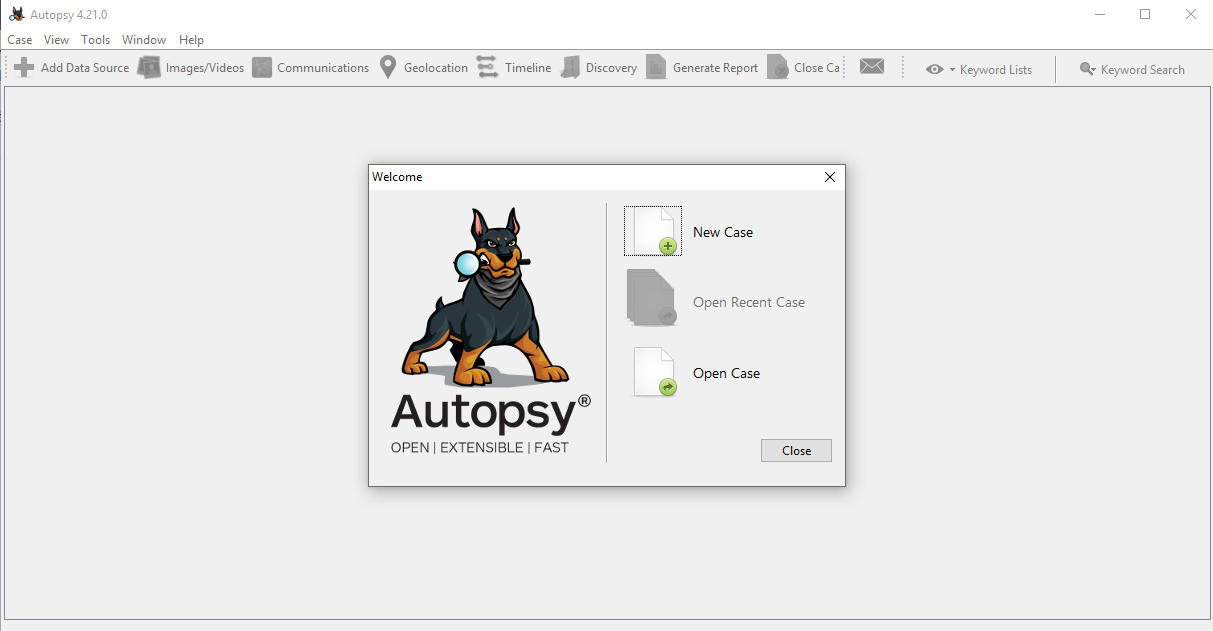 Autopsy 4.21.0
Case View Tools Window Help
Add Data Source Images/Videos Communications Geolocation Timeline Discovery Generate Report Close Ca Keyword Lists Keyword Search
Welcome
New Case
Open Recent Case
Open Case
Autopsy®
OPEN | EXTENSIBLE | FAST
Close